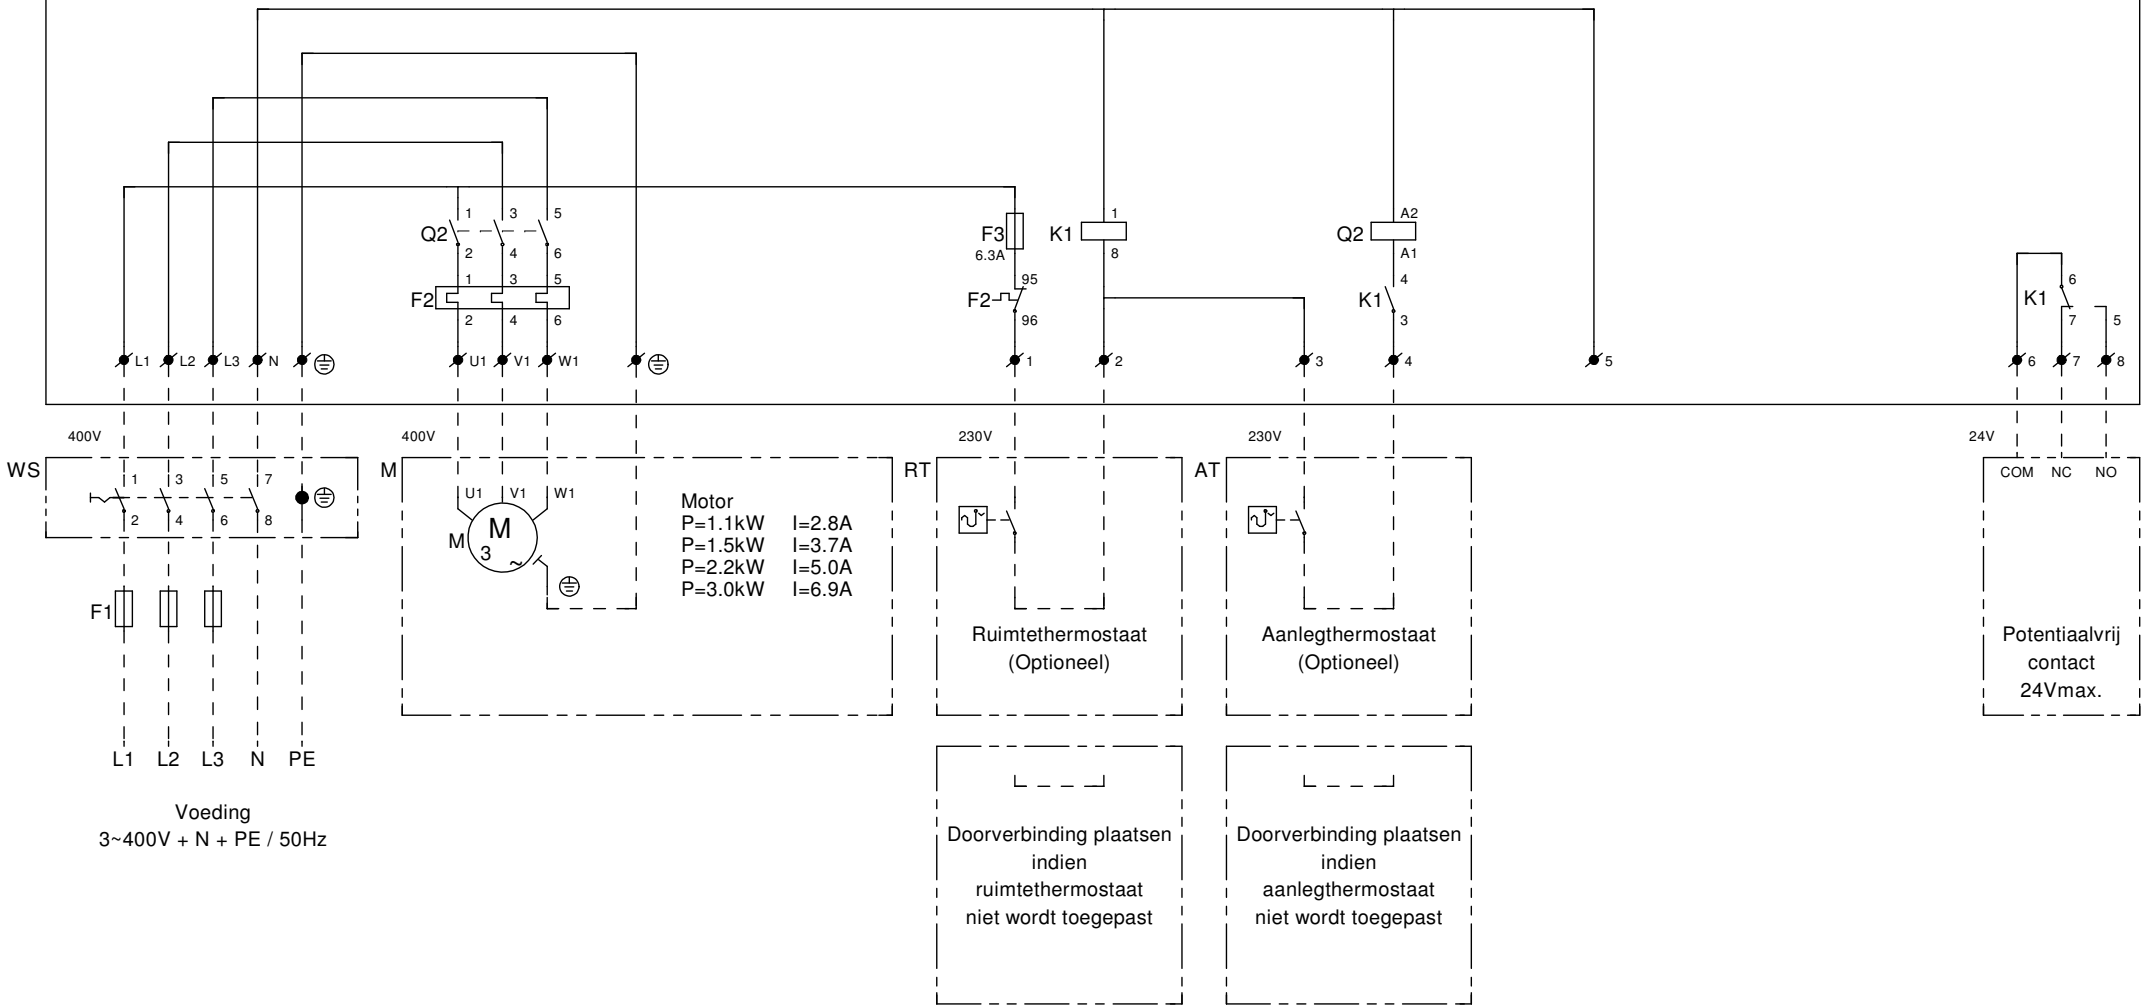 1 3 5 1 A2
Q2 F3 K1 Q2
2 4 6 6.3A 8 A1
1 3 5 95 4 6
F2 F2 K1 K1
2 4 6 96 3 7 5
L1 L2 L3 N U1 V1 W1 1 2 3 4 5 6 7 8
400V 400V 230V 230V 24V
WS M RT AT
COM NC NO
1 3 5 7
2 4 6 8
U1 V1 W1
M
M
3
~
Motor
P=1.1kW I=2.8A
P=1.5kW I=3.7A
P=2.2kW I=5.0A
P=3.0kW I=6.9A
F1
Ruimtethermostaat
(Optioneel)
Aanlegthermostaat
(Optioneel)
Potentiaalvrij
contact
24Vmax.
L1 L2 L3 N PE
Voeding
3~400V + N + PE / 50Hz
Doorverbinding plaatsen
indien
ruimtethermostaat
niet wordt toegepast
Doorverbinding plaatsen
indien
aanlegthermostaat
niet wordt toegepast